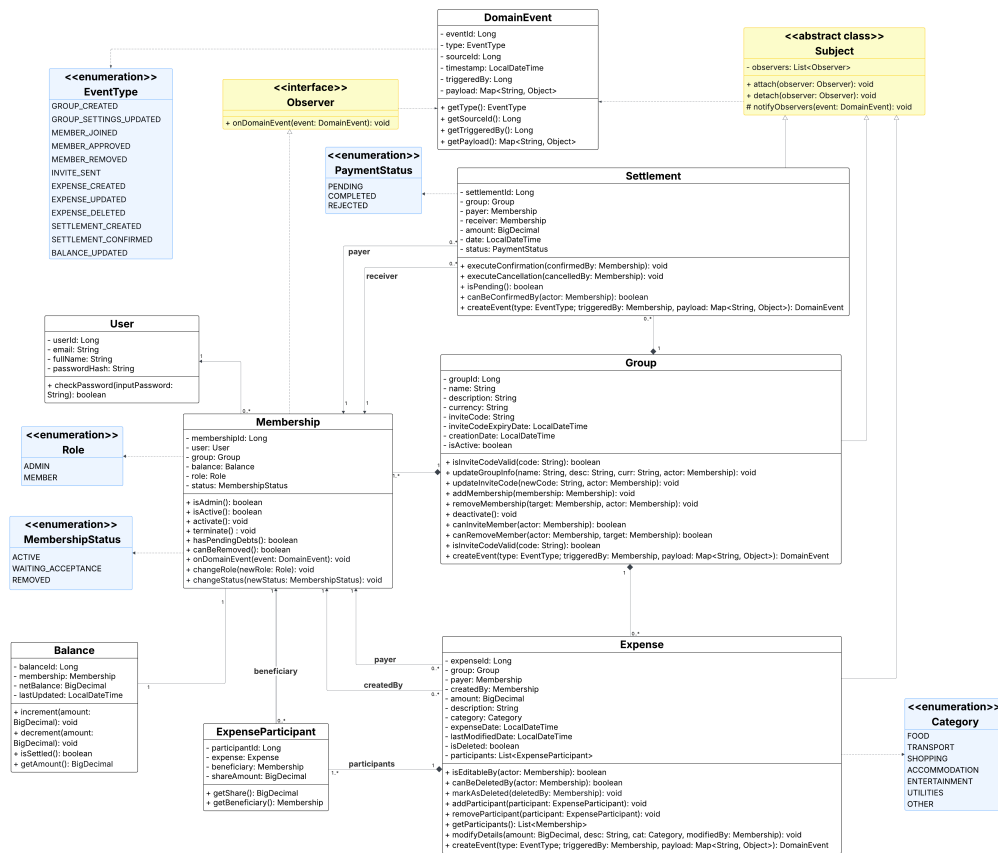 DomainEvent
- eventId: Long
- type: EventType
- sourceId: Long
- timestamp: LocalDateTime
- triggeredBy: Long
- payload: Map<String, Object>
+ getType(): EventType
+ getSourceId(): Long
+ getTriggeredBy(): Long
+ getPayload(): Map<String, Object>
<<abstract class>>
Subject
- observers: List<Observer>
+ attach(observer: Observer): void
+ detach(observer: Observer): void
# notifyObservers(event: DomainEvent): void
<<enumeration>>
EventType
GROUP_CREATED
GROUP_SETTINGS_UPDATED
MEMBER_JOINED
MEMBER_APPROVED
MEMBER_REMOVED
INVITE_SENT
EXPENSE_CREATED
EXPENSE_UPDATED
EXPENSE_DELETED
SETTLEMENT_CREATED
SETTLEMENT_CONFIRMED
BALANCE_UPDATED
<<interface>>
Observer
+ onDomainEvent(event: DomainEvent): void
<<enumeration>>
PaymentStatus
PENDING
COMPLETED
REJECTED
Settlement
- settlementId: Long
- group: Group
- payer: Membership
- receiver: Membership
- amount: BigDecimal
- date: LocalDateTime
- status: PaymentStatus
+ executeConfirmation(confirmedBy: Membership): void
+ executeCancellation(cancelledBy: Membership): void
+ isPending(): boolean
+ canBeConfirmedBy(actor: Membership): boolean
+ createEvent(type: EventType; triggeredBy: Membership, payload: Map<String, Object>): DomainEvent
0..*
payer
0..*
receiver
1
1
0..*
1
User
- userId: Long
- email: String
- fullName: String
- passwordHash: String
+ checkPassword(inputPassword:
String): boolean
1
0..*
Group
- groupId: Long
- name: String
- description: String
- currency: String
- inviteCode: String
- inviteCodeExpiryDate: LocalDateTime
- creationDate: LocalDateTime
- isActive: boolean
+ isInviteCodeValid(code: String): boolean
+ updateGroupInfo(name: String, desc: String, curr: String, actor: Membership): void
+ updateInviteCode(newCode: String, actor: Membership): void
+ addMembership(membership: Membership): void
+ removeMembership(target: Membership, actor: Membership): void
+ deactivate(): void
+ canInviteMember(actor: Membership): boolean
+ canRemoveMember(actor: Membership, target: Membership): boolean
+ isInviteCodeValid(code: String): boolean
+ createEvent(type: EventType; triggeredBy: Membership, payload: Map<String, Object>): DomainEvent
Membership
- membershipId: Long
- user: User
- group: Group
- balance: Balance
- role: Role
- status: MembershipStatus
+ isAdmin(): boolean
+ isActive(): boolean
+ activate(): void
+ terminate() : void
+ hasPendingDebts(): boolean
+ canBeRemoved(): boolean
+ onDomainEvent(event: DomainEvent): void
+ changeRole(newRole: Role): void
+ changeStatus(newStatus: MembershipStatus): void
1..*
1
<<enumeration>>
Role
ADMIN
MEMBER
<<enumeration>>
MembershipStatus
ACTIVE
WAITING_ACCEPTANCE
REMOVED
1
1
1
1
1
0..*
Balance
- balanceId: Long
- membership: Membership
- netBalance: BigDecimal
- lastUpdated: LocalDateTime
+ increment(amount:
BigDecimal): void
+ decrement(amount:
BigDecimal): void
+ isSettled(): boolean
+ getAmount(): BigDecimal
1
beneficiary
0..*
payer
0..*
createdBy
0..*
ExpenseParticipant
- participantId: Long
- expense: Expense
- beneficiary: Membership
- shareAmount: BigDecimal
+ getShare(): BigDecimal
+ getBeneficiary(): Membership
participants
1..*
1
Expense
- expenseId: Long
- group: Group
- payer: Membership
- createdBy: Membership
- amount: BigDecimal
- description: String
- category: Category
- expenseDate: LocalDateTime
- lastModifiedDate: LocalDateTime
- isDeleted: boolean
- participants: List<ExpenseParticipant>
+ isEditableBy(actor: Membership): boolean
+ canBeDeletedBy(actor: Membership): boolean
+ markAsDeleted(deletedBy: Membership): void
+ addParticipant(participant: ExpenseParticipant): void
+ removeParticipant(participant: ExpenseParticipant): void
+ getParticipants(): List<Membership>
+ modifyDetails(amount: BigDecimal, desc: String, cat: Category, modifiedBy: Membership): void
+ createEvent(type: EventType; triggeredBy: Membership, payload: Map<String, Object>): DomainEvent
<<enumeration>>
Category
FOOD
TRANSPORT
SHOPPING
ACCOMMODATION
ENTERTAINMENT
UTILITIES
OTHER